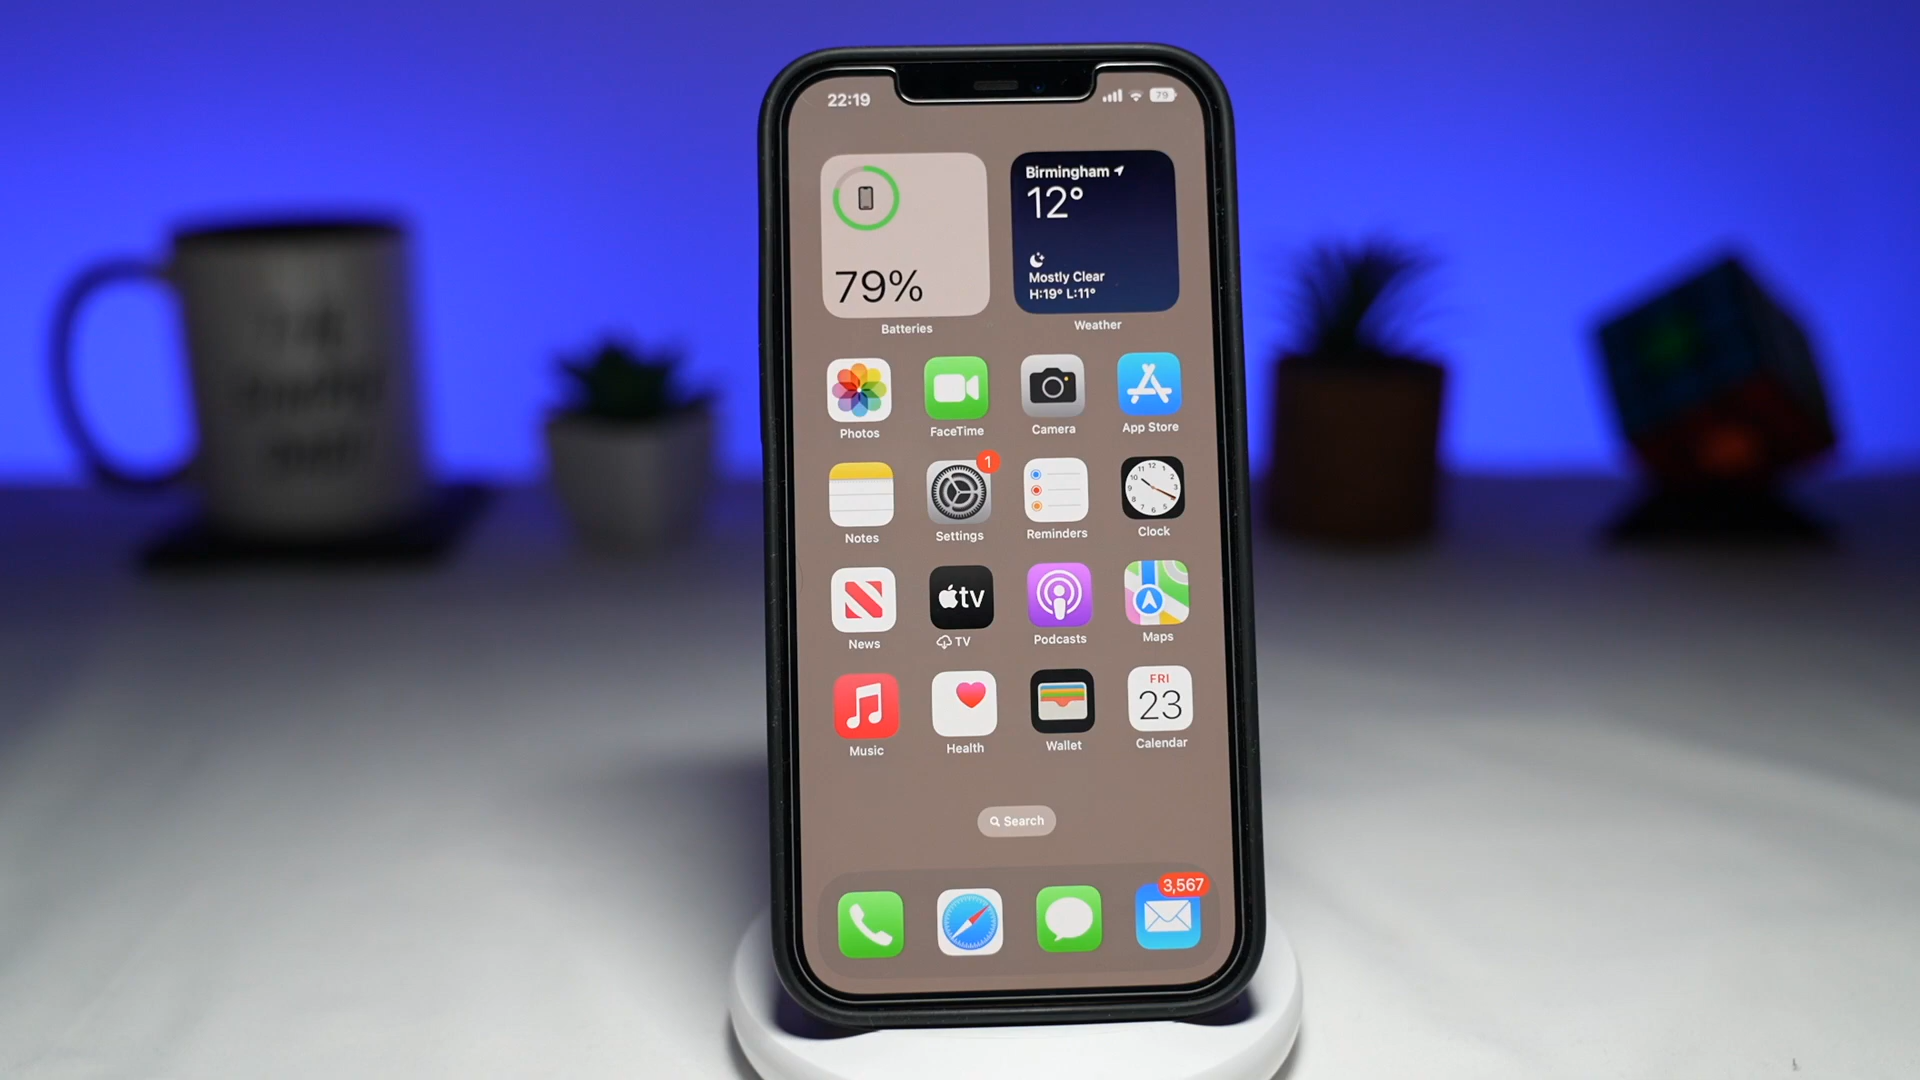 22:19
79
79%
Batteries
Birmingham
12°
Mostly Clear
H:19° L:11°
Weather
Photos
FaceTime
Camera
App Store
Notes
Settings
1
Reminders
Clock
News
tv
TV
Podcasts
Maps
Music
Health
Wallet
FRI
23
Calendar
Search
3,567